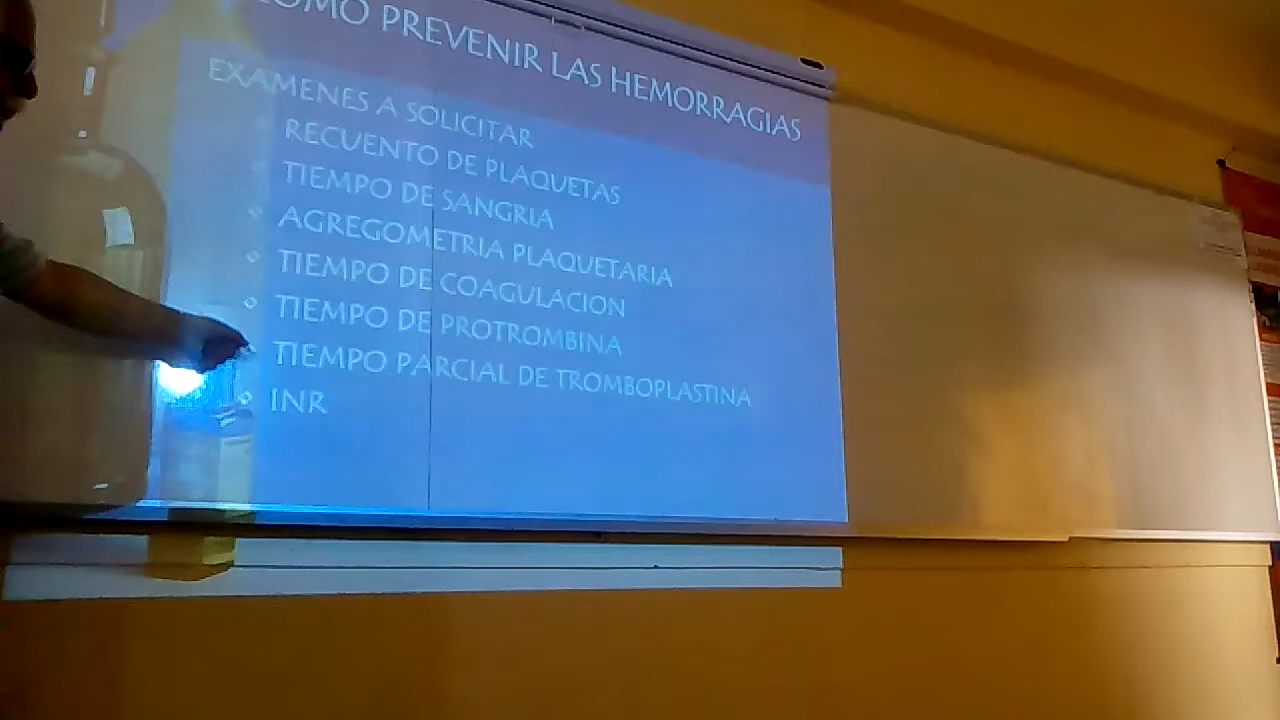 COMO PREVENIR LAS HEMORRAGIAS
EXAMENES A SOLICITAR
RECUENTO DE PLAQUETAS
TIEMPO DE SANGRIA
AGREGOMETRIA PLAQUETARIA
TIEMPO DE COAGULACION
TIEMPO DE PROTROMBINA
TIEMPO PARCIAL DE TROMBOPLASTINA
INR